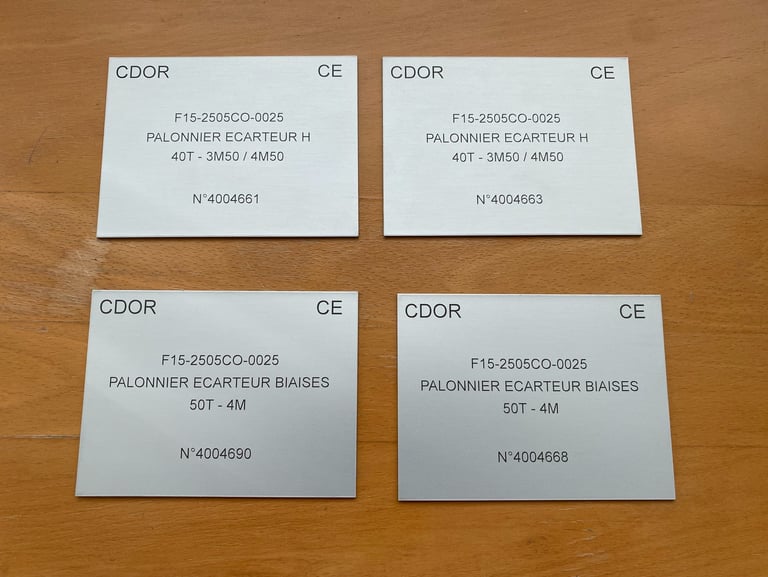 CDOR CE
F15-2505CO-0025
PALONNIER ECARTEUR H
40T - 3M50 / 4M50
N°4004661
CDOR CE
F15-2505CO-0025
PALONNIER ECARTEUR H
40T - 3M50 / 4M50
N°4004663
CDOR CE
F15-2505CO-0025
PALONNIER ECARTEUR BIAISES
50T - 4M
N°4004690
CDOR CE
F15-2505CO-0025
PALONNIER ECARTEUR BIAISES
50T - 4M
N°4004668